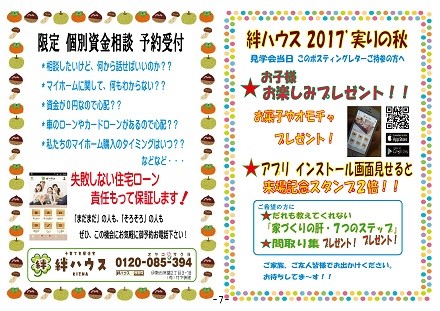 限定 個別資金相談 予約受付
*相談したいけど、何から話せばいいのか??
*マイホームに関して、何もわからない??
*資金が0円なので心配??
*車のローンやカードローンがあるので心配??
*私たちのマイホーム購入のタイミングはいつ??
などなど・・・
失敗しない住宅ローン
責任もって保証します!
「まだまだ」の人も、「そろそろ」の人も
ぜひ、この機会にお気軽に御予約お電話下さい!
絆ハウス
KIZNA
0120-085-394
絆ハウス 2017' 実りの秋
見学会当日 このポスティングレターご持参の方へ
★お子様
お楽しみプレゼント!!
お菓子やオモチャ
プレゼント!
★アプリ インストール画面見せると
来場記念スタンプ2倍!!
ご希望の方に
★だれも教えてくれない
「家づくりの肝・7つのステップ」
★間取り集 プレゼント! プレゼント!
ご家族、ご友人皆様でお出かけください。
お待ちしてま~す!!
-7-